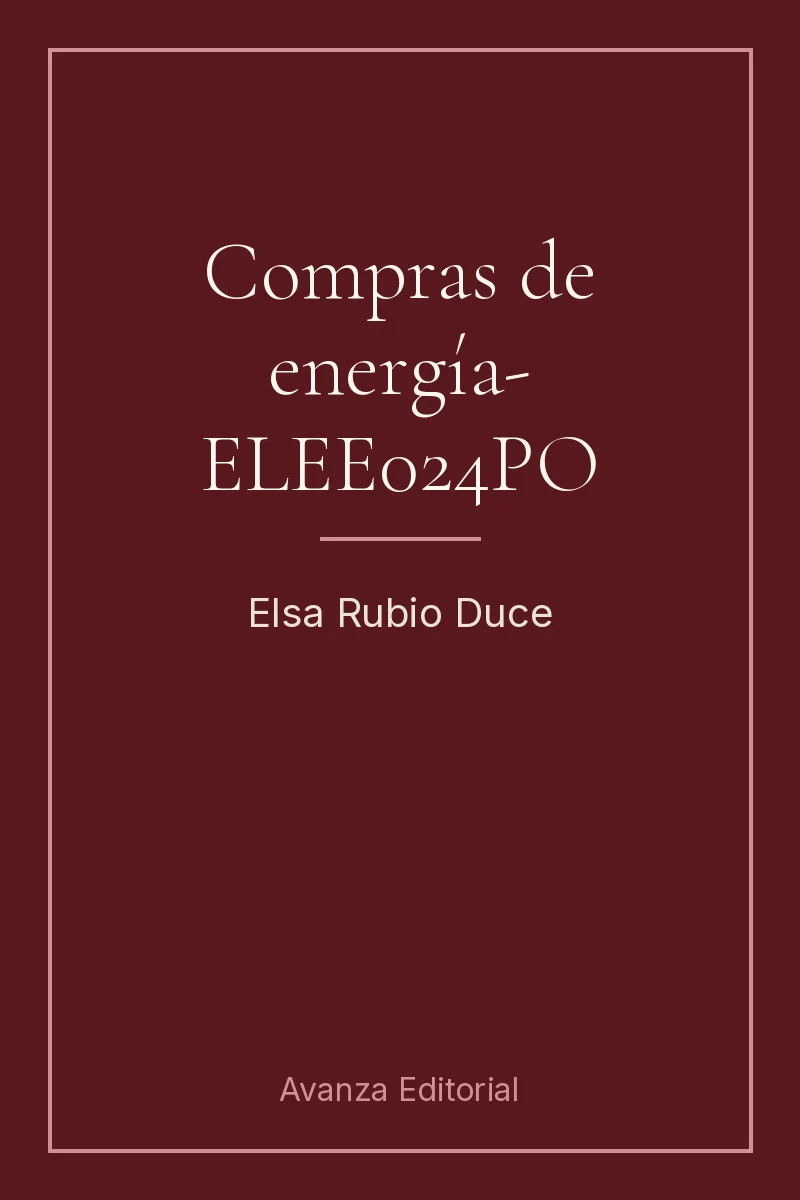 Compras de
energía-
ELEE024PO
Elsa Rubio Duce
Avanza Editorial